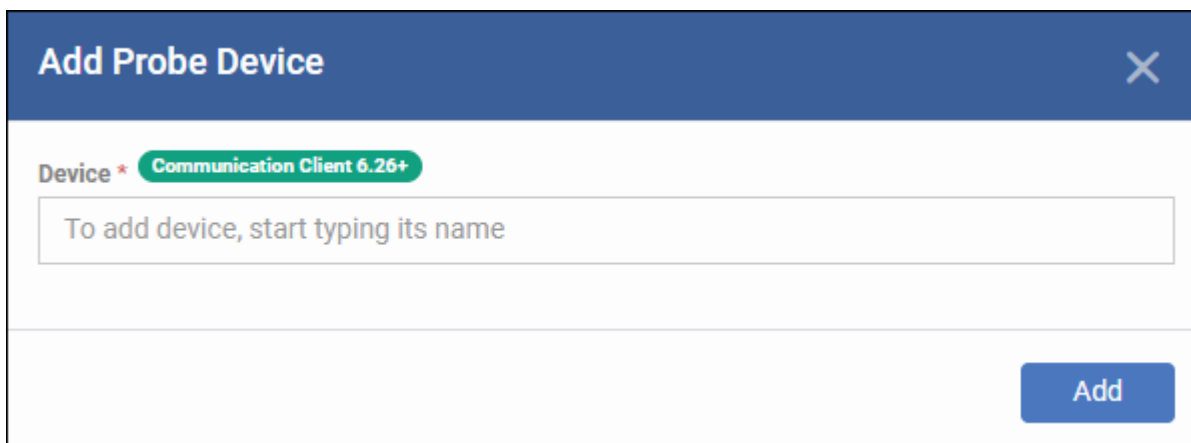 Add Probe Device
Device * Communication Client 6.26+
To add device, start typing its name
Add